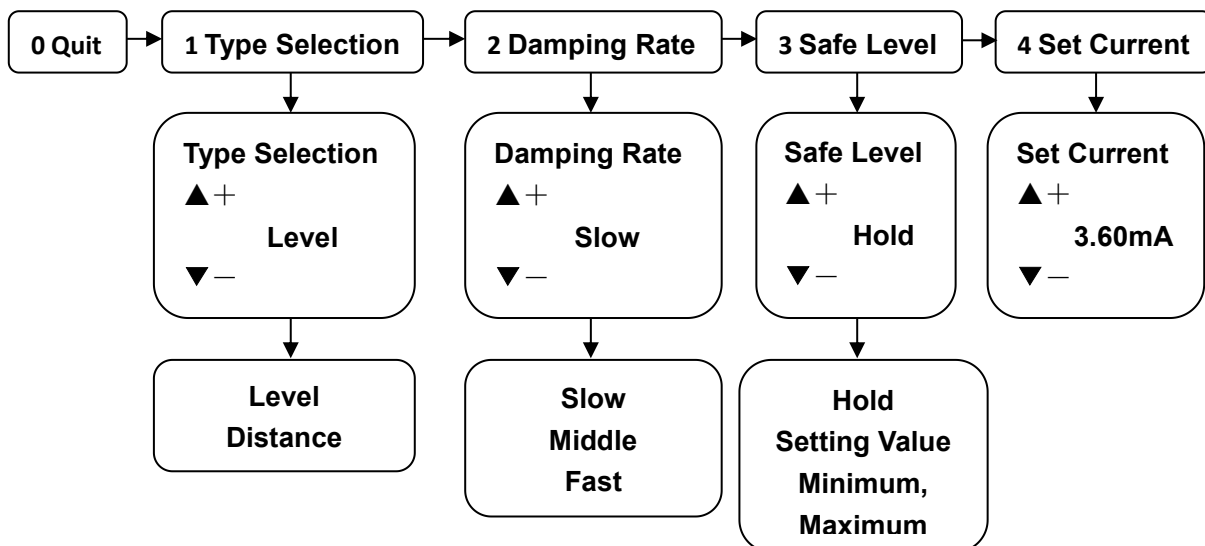 0 Quit
1 Type Selection
2 Damping Rate
3 Safe Level
4 Set Current
Type Selection
▲+
Level
▼—
Damping Rate
▲+
Slow
▼—
Safe Level
▲+
Hold
▼—
Set Current
▲+
3.60mA
▼—
Level
Distance
Slow
Middle
Fast
Hold
Setting Value
Minimum,
Maximum